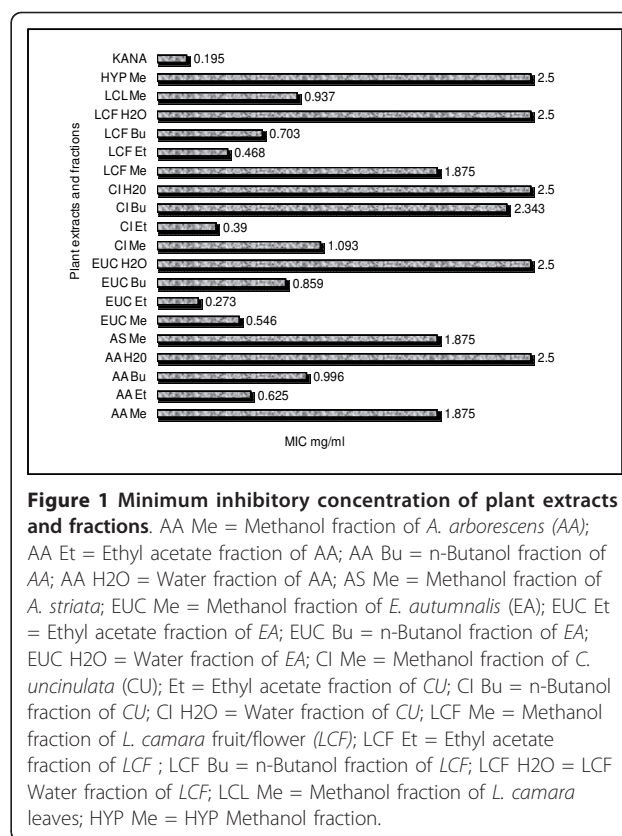 KANA 0.195
HYP Me 2.5
LCL Me 0.937
LCF H2O 2.5
LCF Bu 0.703
LCF Et 0.468
LCF Me 1.875
CI H20 2.5
CI Bu 2.343
CI Et 0.39
CI Me 1.093
EUC H2O 2.5
EUC Bu 0.859
EUC Et 0.273
EUC Me 0.546
AS Me 1.875
AA H20 2.5
AA Bu 0.996
AA Et 0.625
AA Me 1.875
Plant extracts and fractions
MIC mg/ml
Figure 1 Minimum inhibitory concentration of plant extracts
and fractions. AA Me = Methanol fraction of A. arborescens (AA);
AA Et = Ethyl acetate fraction of AA; AA Bu = n-Butanol fraction of
AA; AA H2O = Water fraction of AA; AS Me = Methanol fraction of
A. striata; EUC Me = Methanol fraction of E. autumnalis (EA); EUC Et
= Ethyl acetate fraction of EA; EUC Bu = n-Butanol fraction of EA;
EUC H2O = Water fraction of EA; CI Me = Methanol fraction of C.
uncinulata (CU); Et = Ethyl acetate fraction of CU; CI Bu = n-Butanol
fraction of CU; CI H2O = Water fraction of CU; LCF Me = Methanol
fraction of L. camara fruit/flower (LCF); LCF Et = Ethyl acetate
fraction of LCF ; LCF Bu = n-Butanol fraction of LCF; LCF H2O = LCF
Water fraction of LCF; LCL Me = Methanol fraction of L. camara
leaves; HYP Me = HYP Methanol fraction.